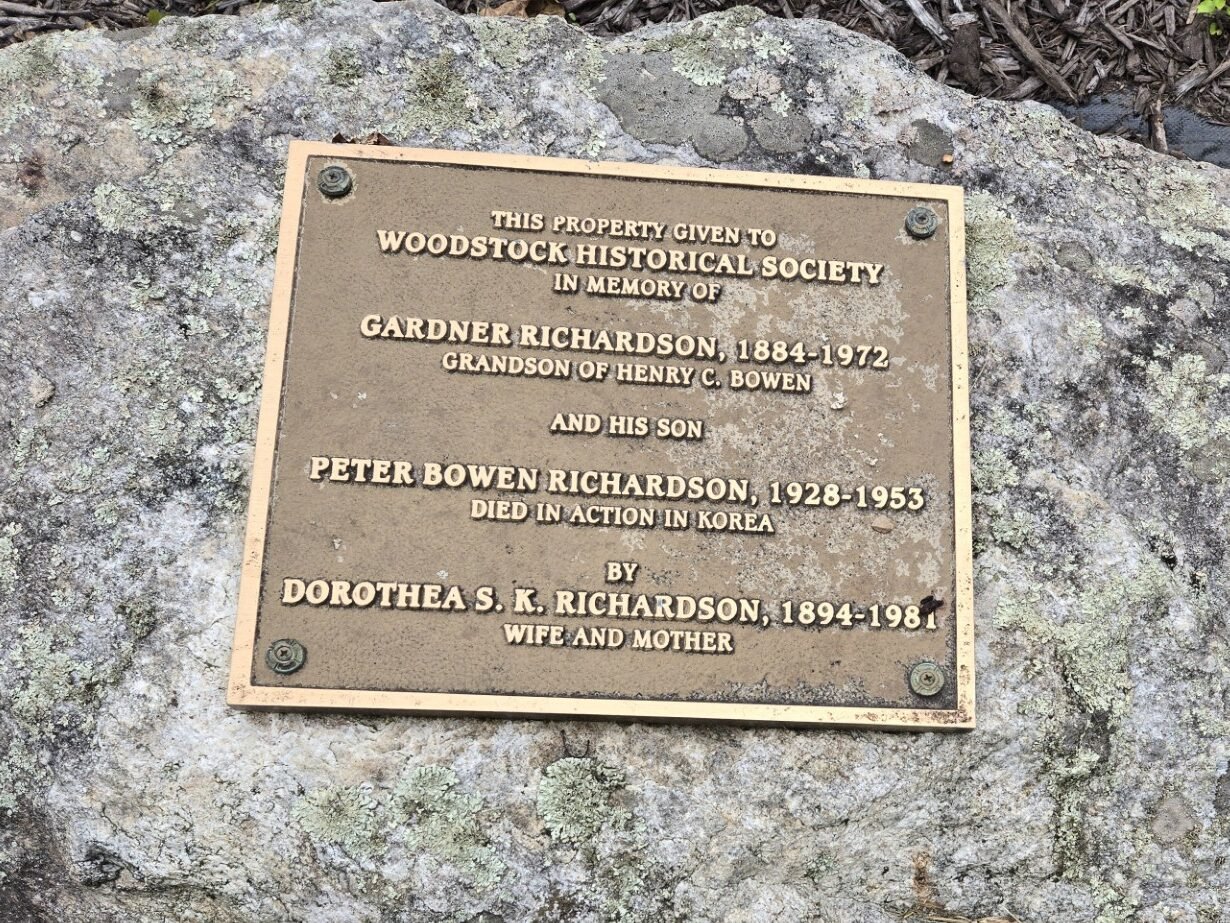 THIS PROPERTY GIVEN TO
WOODSTOCK HISTORICAL SOCIETY
IN MEMORY OF
GARDNER RICHARDSON, 1884-1972
GRANDSON OF HENRY C. BOWEN
AND HIS SON
PETER BOWEN RICHARDSON, 1928-1953
DIED IN ACTION IN KOREA
BY
DOROTHEA S. K. RICHARDSON, 1894-1981
WIFE AND MOTHER